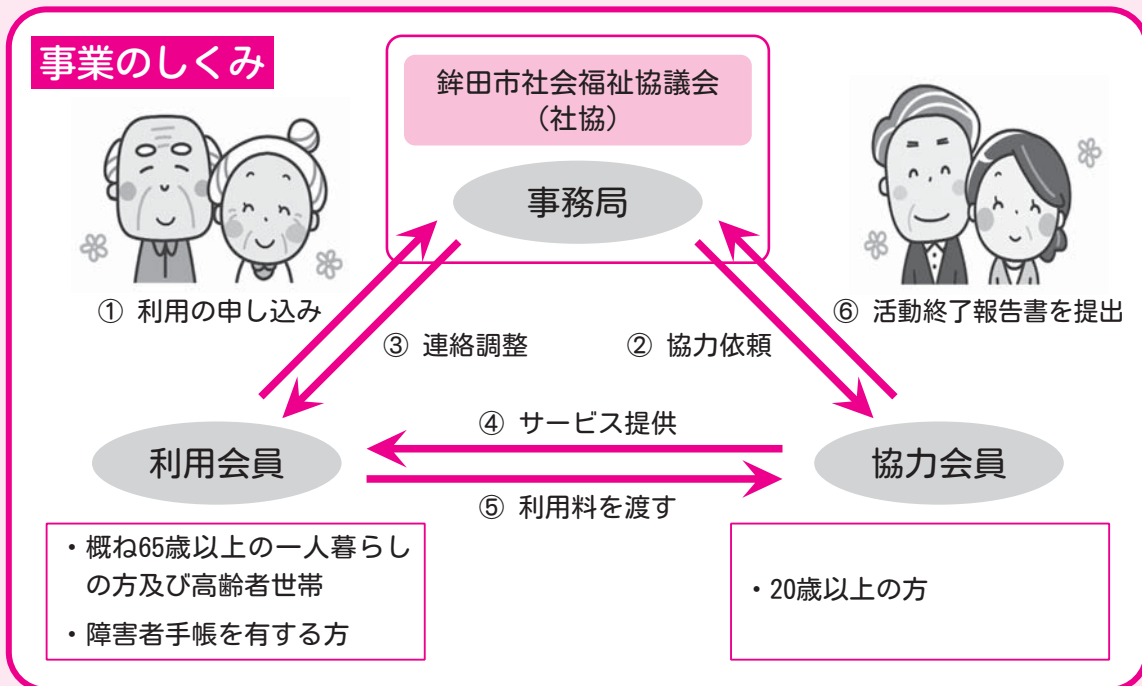 事業のしくみ
鉾田市社会福祉協議会
（社協）
事務局
① 利用の申し込み
⑥ 活動終了報告書を提出
③ 連絡調整
② 協力依頼
④ サービス提供
利用会員
協力会員
⑤ 利用料を渡す
・概ね65歳以上の一人暮らし
の方及び高齢者世帯
・障害者手帳を有する方
・20歳以上の方